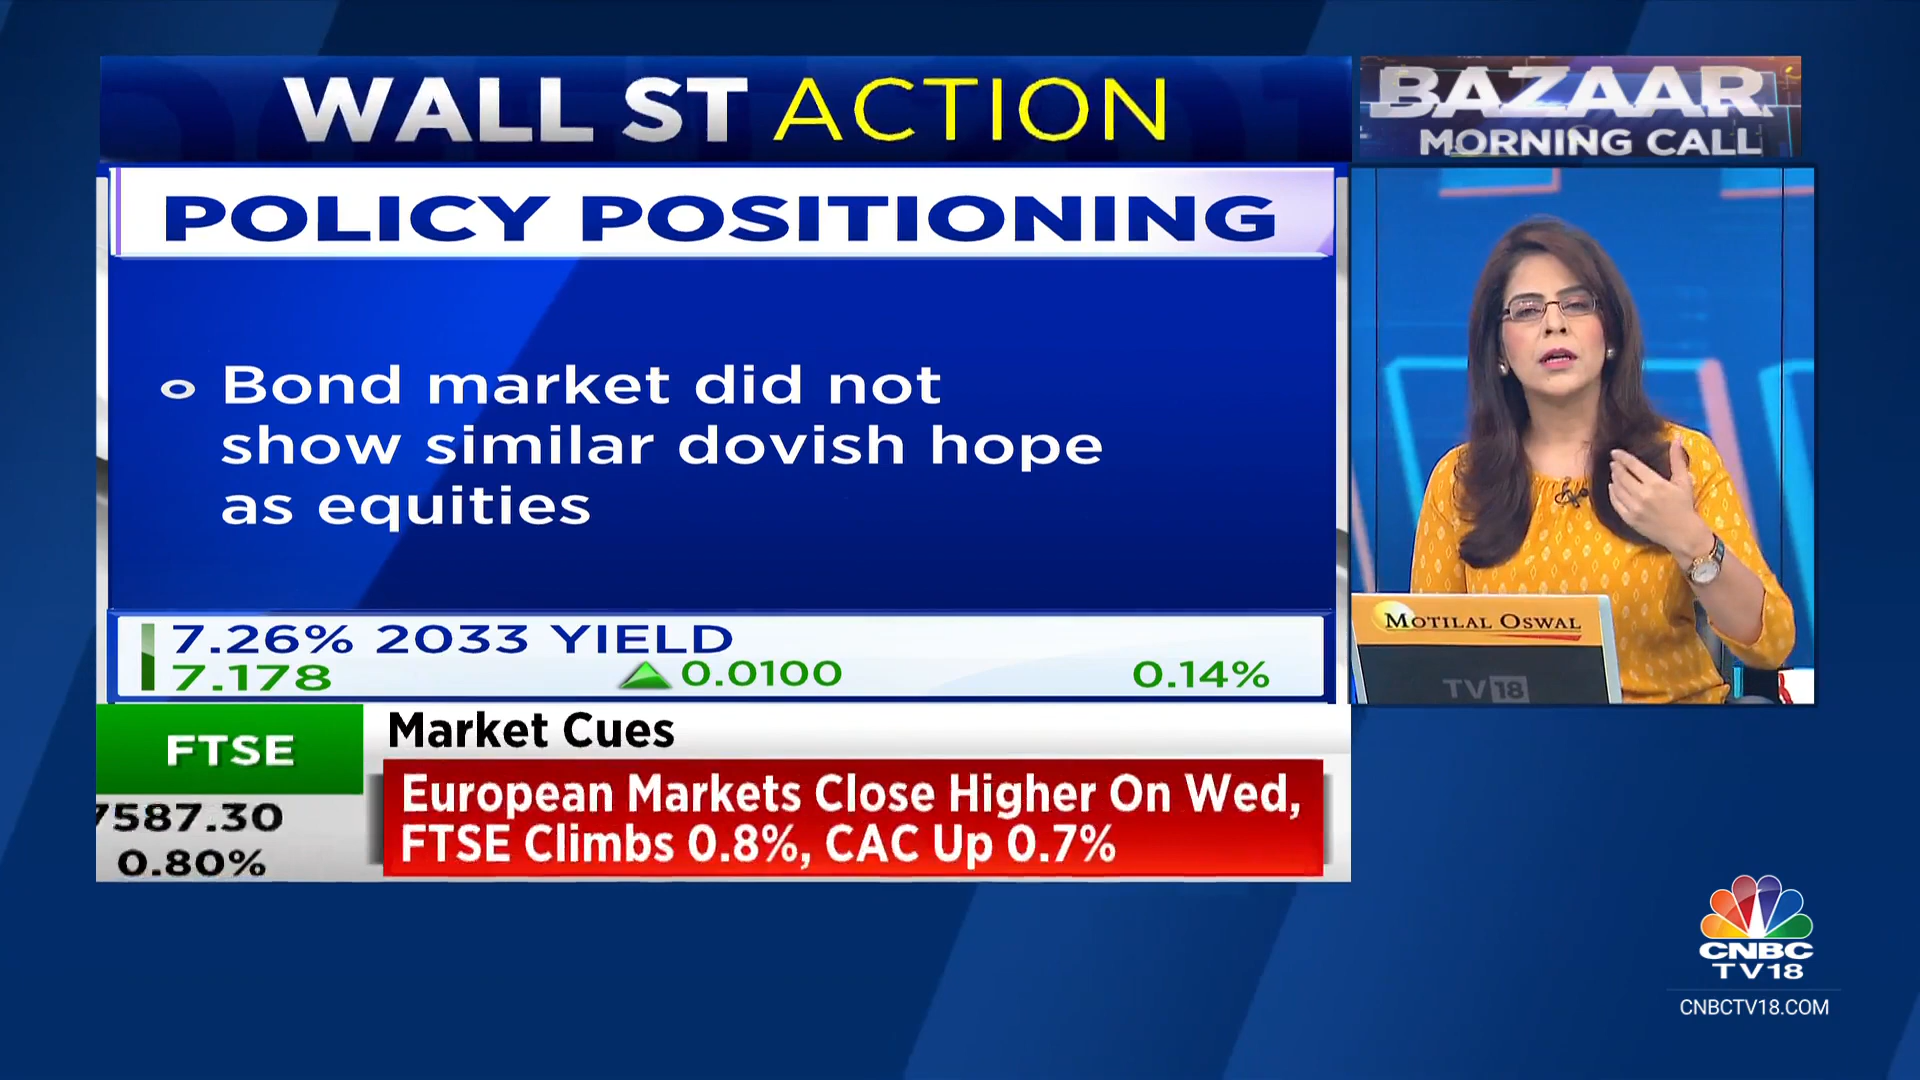 WALL ST ACTION
BAZAAR
MORNING CALL
POLICY POSITIONING
Bond market did not
show similar dovish hope
as equities
7.26% 2033 YIELD
7.178 0.0100 0.14%
MOTILAL OSWAL
TV18
FTSE
7587.30
0.80%
Market Cues
European Markets Close Higher On Wed,
FTSE Climbs 0.8%, CAC Up 0.7%
CNBC
TV18
CNBCTV18.COM